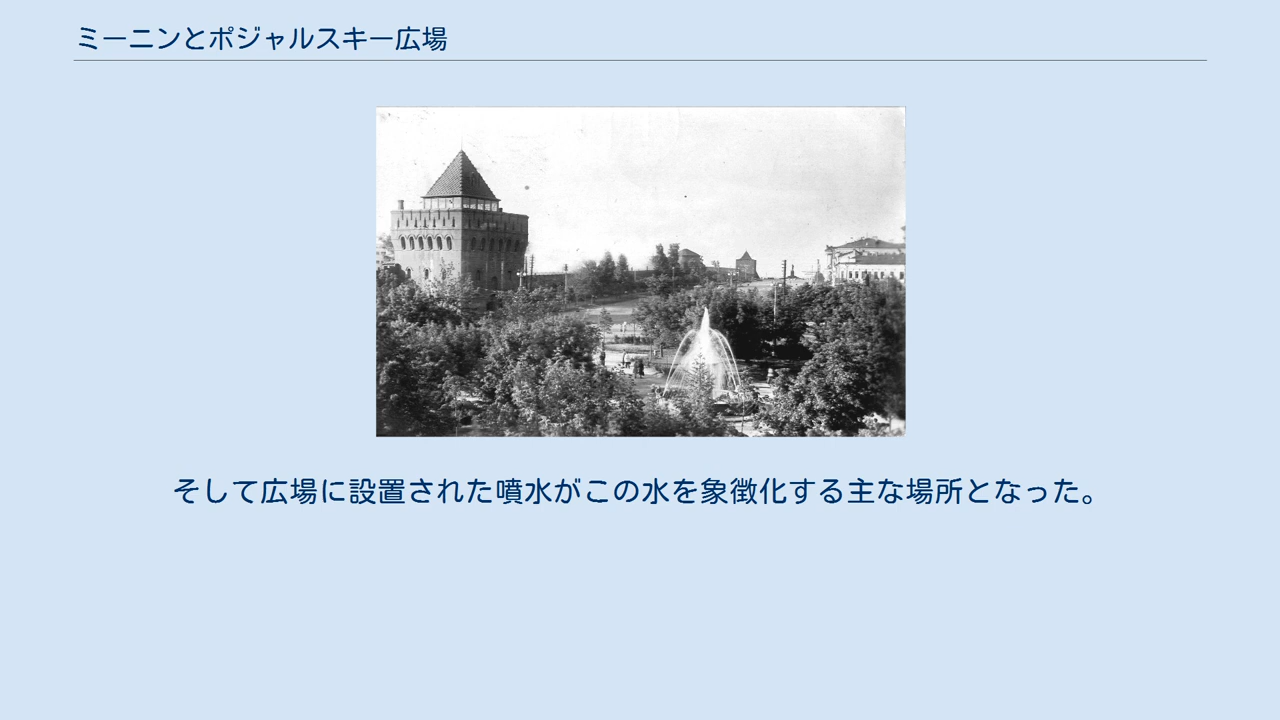 ミーニンとポジャルスキー広場
そして広場に設置された噴水がこの水を象徴化する主な場所となった。